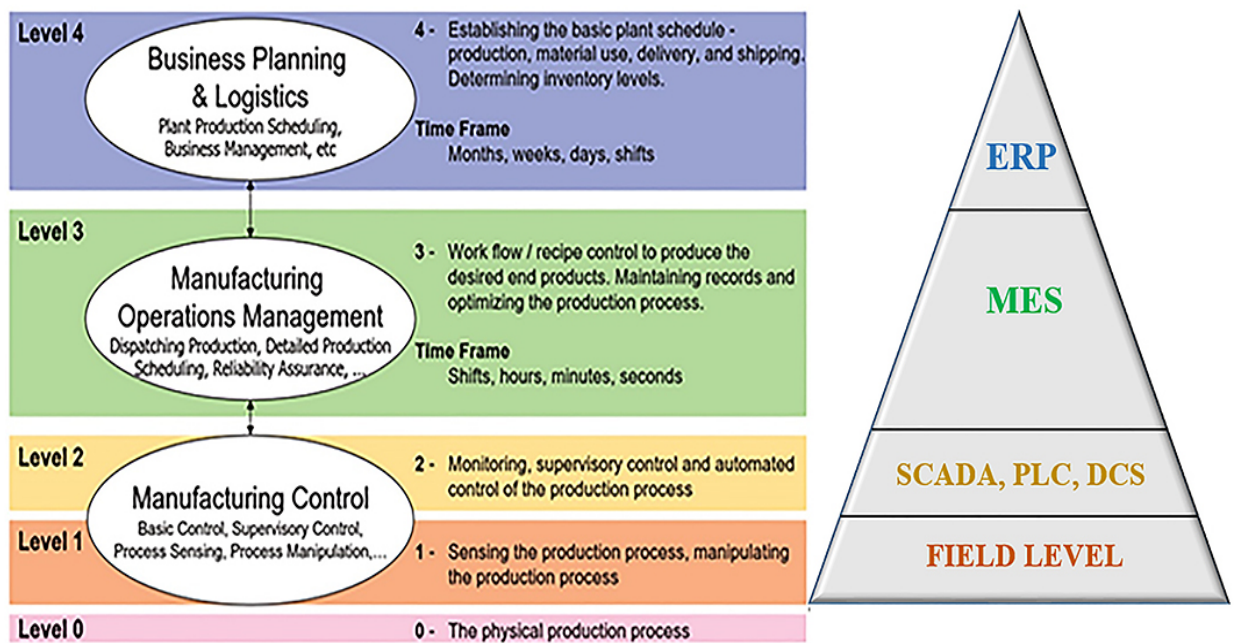 Level 4
Business Planning
& Logistics
Plant Production Scheduling,
Business Management, etc
4 - Establishing the basic plant schedule -
production, material use, delivery, and shipping.
Determining inventory levels.
Time Frame
Months, weeks, days, shifts
Level 3
Manufacturing
Operations Management
Dispatching Production, Detailed Production
Scheduling, Reliability Assurance, ...
3 - Work flow / recipe control to produce the
desired end products. Maintaining records and
optimizing the production process.
Time Frame
Shifts, hours, minutes, seconds
Level 2
2 - Monitoring, supervisory control and automated
control of the production process
Manufacturing Control
Basic Control, Supervisory Control,
Process Sensing, Process Manipulation,...
Level 1
1 - Sensing the production process, manipulating
the production process
Level 0
0 - The physical production process
ERP
MES
SCADA, PLC, DCS
FIELD LEVEL